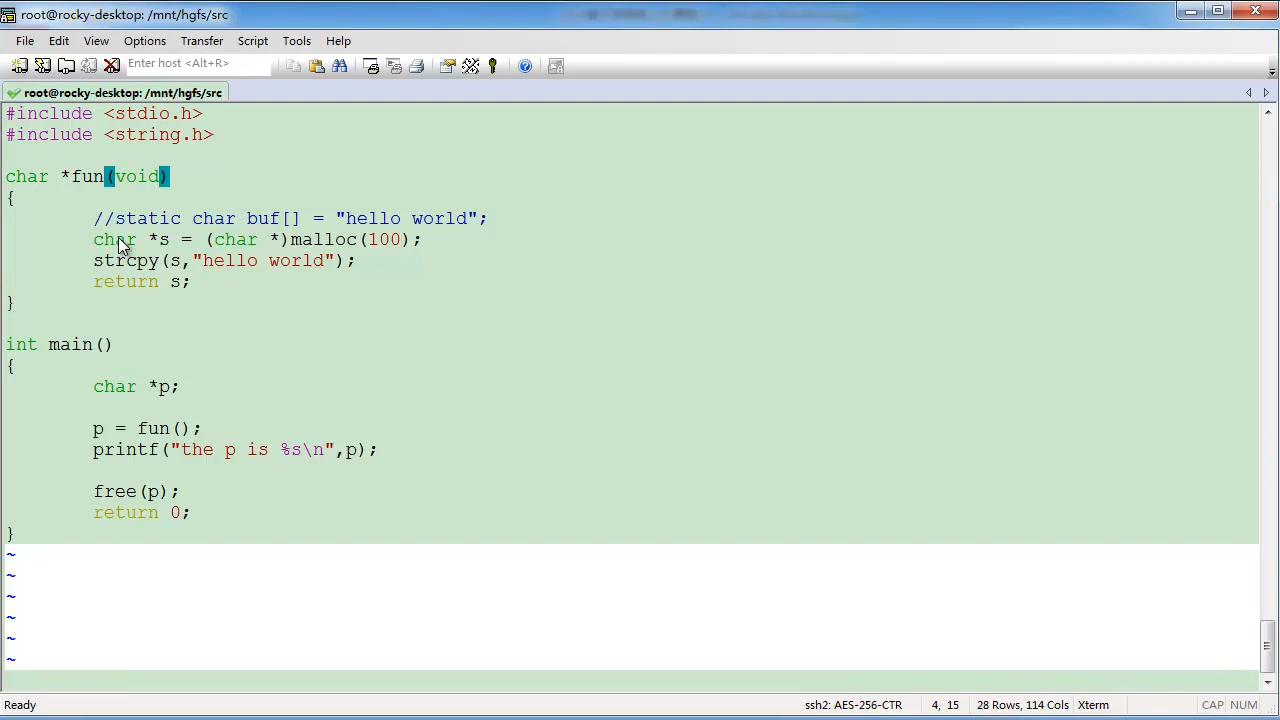 root@rocky-desktop: /mnt/hgfs/src
File Edit View Options Transfer Script Tools Help
Enter host <Alt+R>
root@rocky-desktop: /mnt/hgfs/src
#include <stdio.h>
#include <string.h>
char *fun(void)
{
//static char buf[] = "hello world";
char *s = (char *)malloc(100);
strcpy(s,"hello world");
return s;
}
int main()
{
char *p;
p = fun();
printf("the p is %s\n",p);
free(p);
return 0;
}
~
~
~
~
~
~
Ready ssh2: AES-256-CTR 4, 15 28 Rows, 114 Cols Xterm CAP NUM